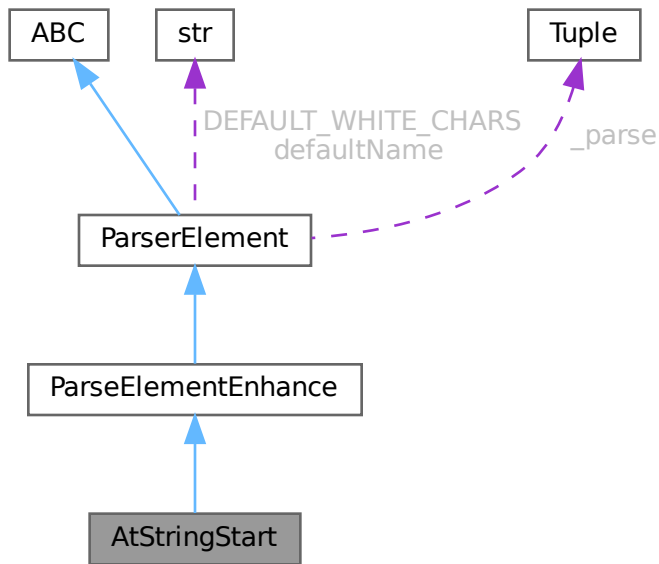 ABC
str
Tuple
DEFAULT_WHITE_CHARS
defaultName
_parse
ParserElement
ParseElementEnhance
AtStringStart